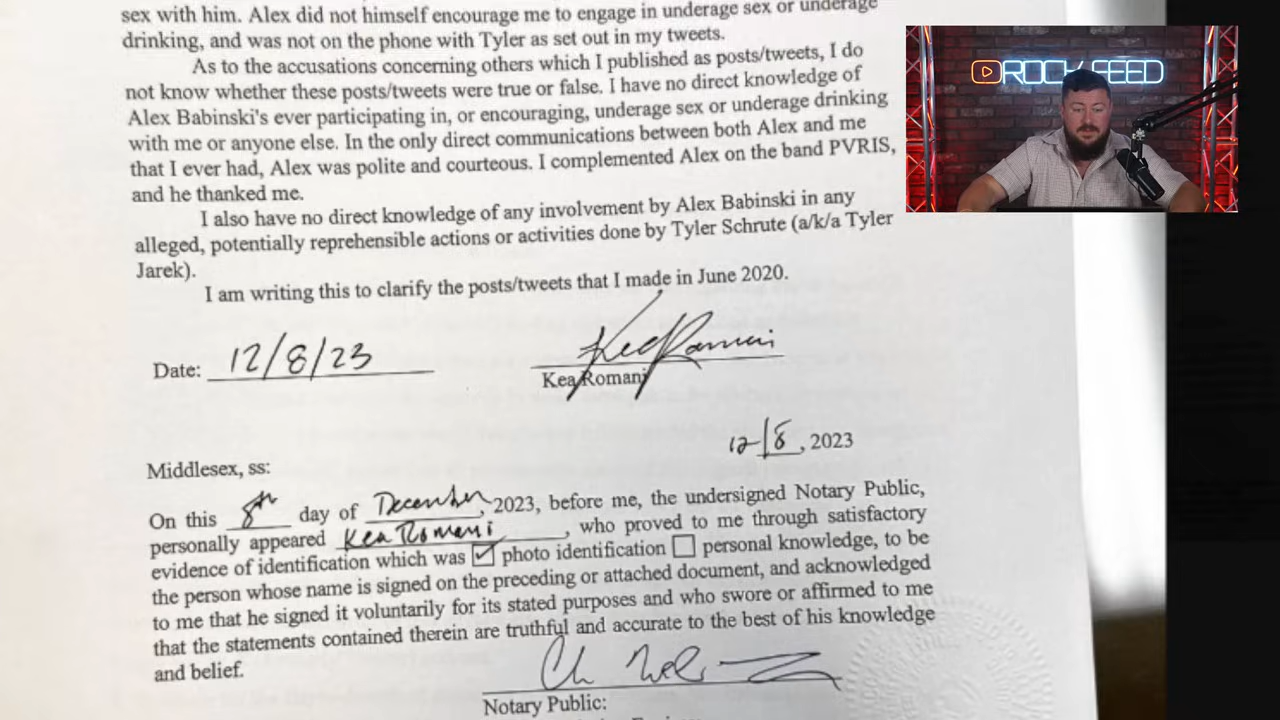 sex with him. Alex did not himself encourage me to engage in underage sex or underage
drinking, and was not on the phone with Tyler as set out in my tweets.
As to the accusations concerning others which I published as posts/tweets, I do
not know whether these posts/tweets were true or false. I have no direct knowledge of
Alex Babinski's ever participating in, or encouraging, underage sex or underage drinking
with me or anyone else. In the only direct communications between both Alex and me
that I ever had, Alex was polite and courteous. I complemented Alex on the band PVRIS,
and he thanked me.
I also have no direct knowledge of any involvement by Alex Babinski in any
alleged, potentially reprehensible actions or activities done by Tyler Schrute (a/k/a Tyler
Jarek).
I am writing this to clarify the posts/tweets that I made in June 2020.
Date: 12/8/23
Kea Romani
Kea Romani
12/8, 2023
Middlesex, ss:
On this 8th day of December, 2023, before me, the undersigned Notary Public,
personally appeared Kea Romani, who proved to me through satisfactory
evidence of identification which was ☑ photo identification ☐ personal knowledge, to be
the person whose name is signed on the preceding or attached document, and acknowledged
to me that he signed it voluntarily for its stated purposes and who swore or affirmed to me
that the statements contained therein are truthful and accurate to the best of his knowledge
and belief.
Notary Public:
ROCK FEED